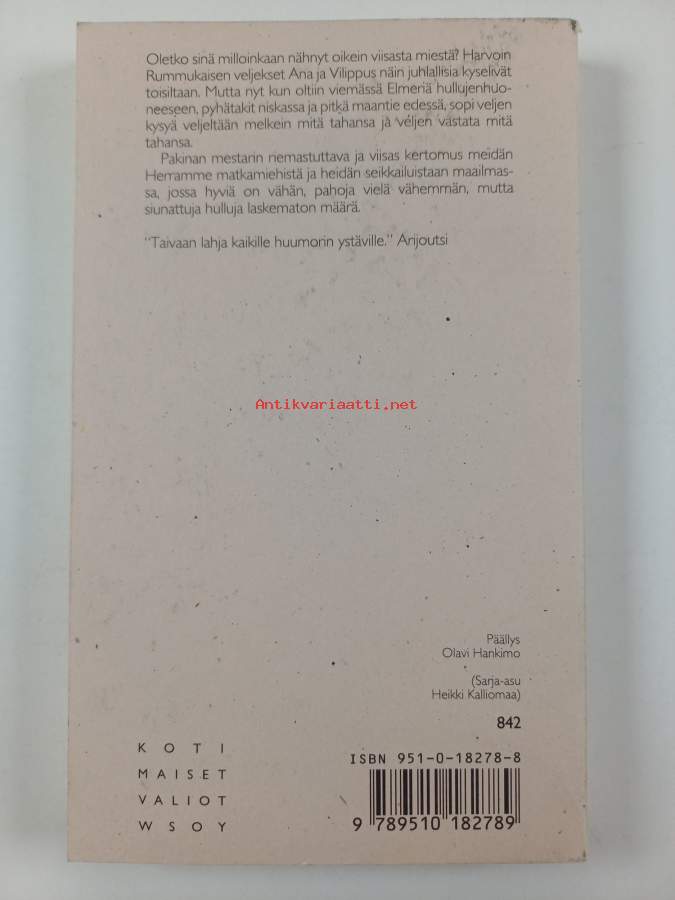 Oletko sinä milloinkaan nähnyt oikein viisasta miestä? Harvoin
Rummukaisen veljekset Ana ja Vilippus näin juhlallisia kyselivät
toisiltaan. Mutta nyt kun oltiin viemässä Elmeriä hullujenhuo-
neeseen, pyhätakit niskassa ja pitkä maantie edessä, sopi veljen
kysyä veljeltään melkein mitä tahansa ja veljen vastata mitä
tahansa.
Pakinan mestarin riemastuttava ja viisas kertomus meidän
Herramme matkamiehistä ja heidän seikkailuistaan maailmas-
sa, jossa hyviä on vähän, pahoja vielä vähemmän, mutta
siunattuja hulluja laskematon määrä.
"Taivaan lahja kaikille huumorin ystäville." Arijoutsi
Antikvariaatti.net
Päällys
Olavi Hankimo
(Sarja-asu
Heikki Kalliomaa)
842
KOTI
MAISET
VALIOT
WSOY
ISBN 951-0-18278-8
9 789510 182789